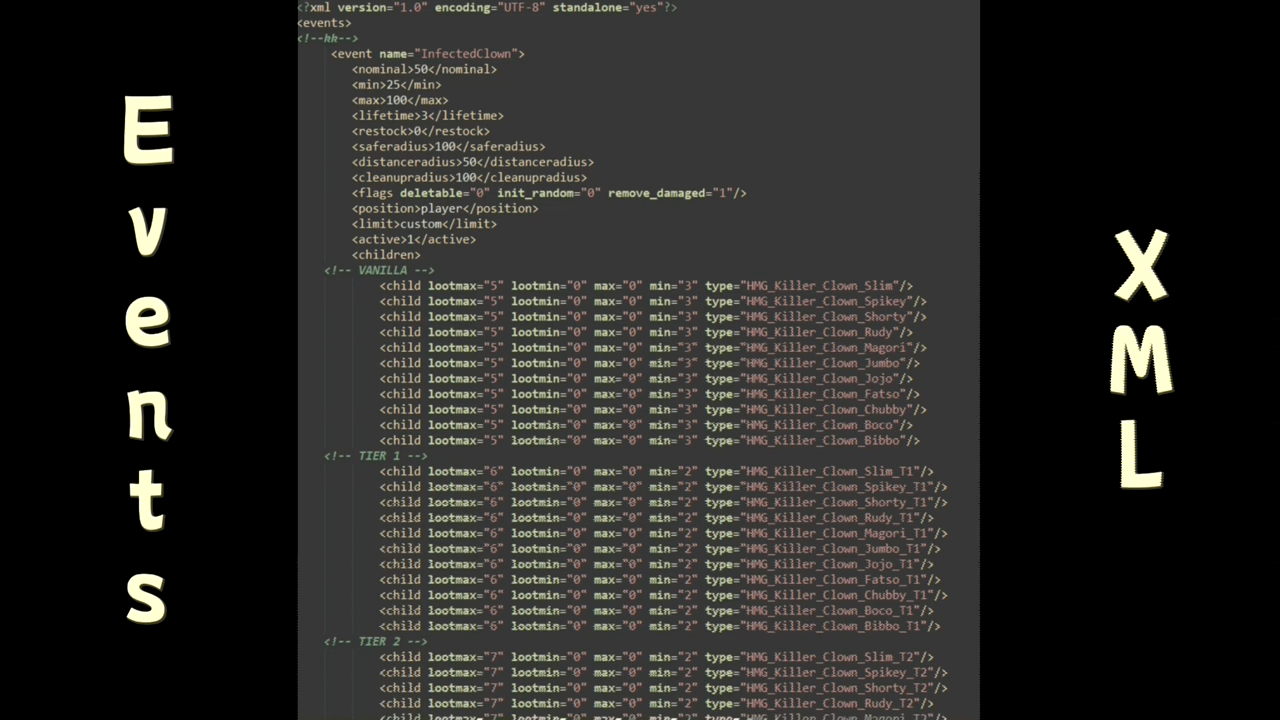 Events
<?xml version="1.0" encoding="UTF-8" standalone="yes"?>
<events>
<!--hh-->
<event name="InfectedClown">
<nominal>50</nominal>
<min>25</min>
<max>100</max>
<lifetime>3</lifetime>
<restock>0</restock>
<saferadius>100</saferadius>
<distanceradius>50</distanceradius>
<cleanupradius>100</cleanupradius>
<flags deletable="0" init_random="0" remove_damaged="1"/>
<position>player</position>
<limit>custom</limit>
<active>1</active>
<children>
<!-- VANILLA -->
<child lootmax="5" lootmin="0" max="0" min="3" type="HMG_Killer_Clown_Slim"/>
<child lootmax="5" lootmin="0" max="0" min="3" type="HMG_Killer_Clown_Spikey"/>
<child lootmax="5" lootmin="0" max="0" min="3" type="HMG_Killer_Clown_Shorty"/>
<child lootmax="5" lootmin="0" max="0" min="3" type="HMG_Killer_Clown_Rudy"/>
<child lootmax="5" lootmin="0" max="0" min="3" type="HMG_Killer_Clown_Magori"/>
<child lootmax="5" lootmin="0" max="0" min="3" type="HMG_Killer_Clown_Jumbo"/>
<child lootmax="5" lootmin="0" max="0" min="3" type="HMG_Killer_Clown_Jojo"/>
<child lootmax="5" lootmin="0" max="0" min="3" type="HMG_Killer_Clown_Fatso"/>
<child lootmax="5" lootmin="0" max="0" min="3" type="HMG_Killer_Clown_Chubby"/>
<child lootmax="5" lootmin="0" max="0" min="3" type="HMG_Killer_Clown_Boco"/>
<child lootmax="5" lootmin="0" max="0" min="3" type="HMG_Killer_Clown_Bibbo"/>
<!-- TIER 1 -->
<child lootmax="6" lootmin="0" max="0" min="2" type="HMG_Killer_Clown_Slim_T1"/>
<child lootmax="6" lootmin="0" max="0" min="2" type="HMG_Killer_Clown_Spikey_T1"/>
<child lootmax="6" lootmin="0" max="0" min="2" type="HMG_Killer_Clown_Shorty_T1"/>
<child lootmax="6" lootmin="0" max="0" min="2" type="HMG_Killer_Clown_Rudy_T1"/>
<child lootmax="6" lootmin="0" max="0" min="2" type="HMG_Killer_Clown_Magori_T1"/>
<child lootmax="6" lootmin="0" max="0" min="2" type="HMG_Killer_Clown_Jumbo_T1"/>
<child lootmax="6" lootmin="0" max="0" min="2" type="HMG_Killer_Clown_Jojo_T1"/>
<child lootmax="6" lootmin="0" max="0" min="2" type="HMG_Killer_Clown_Fatso_T1"/>
<child lootmax="6" lootmin="0" max="0" min="2" type="HMG_Killer_Clown_Chubby_T1"/>
<child lootmax="6" lootmin="0" max="0" min="2" type="HMG_Killer_Clown_Boco_T1"/>
<child lootmax="6" lootmin="0" max="0" min="2" type="HMG_Killer_Clown_Bibbo_T1"/>
<!-- TIER 2 -->
<child lootmax="7" lootmin="0" max="0" min="2" type="HMG_Killer_Clown_Slim_T2"/>
<child lootmax="7" lootmin="0" max="0" min="2" type="HMG_Killer_Clown_Spikey_T2"/>
<child lootmax="7" lootmin="0" max="0" min="2" type="HMG_Killer_Clown_Shorty_T2"/>
<child lootmax="7" lootmin="0" max="0" min="2" type="HMG_Killer_Clown_Rudy_T2"/>
<child lootmax="7" lootmin="0" max="0" min="2" type="HMG_Killer_Clown_Magori_T2"/>
XML